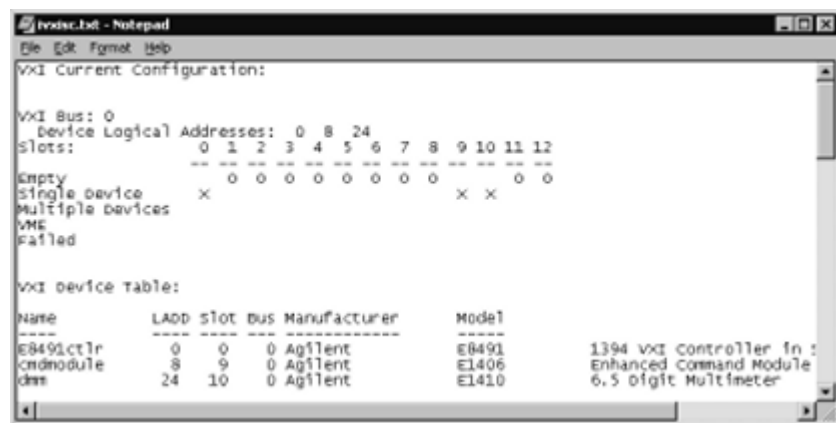 ivxisc.txt - Notepad
File Edit Format Help
VXI Current Configuration:
VXI Bus: 0
Device Logical Addresses: 0 8 24
Slots: 0 1 2 3 4 5 6 7 8 9 10 11 12
-- -- -- -- -- -- -- -- -- -- -- -- --
Empty o o o o o o o o o o
Single Device X X X
Multiple Devices
VME
Failed
VXI Device Table:
Name LADD Slot Bus Manufacturer Model
---- ---- ---- --- ------------- -----
E8491ctlr 0 0 0 Agilent E8491 1394 VXI Controller in
cmdmodule 8 9 0 Agilent E1406 Enhanced Command Module
dmm 24 10 0 Agilent E1410 6.5 Digit Multimeter